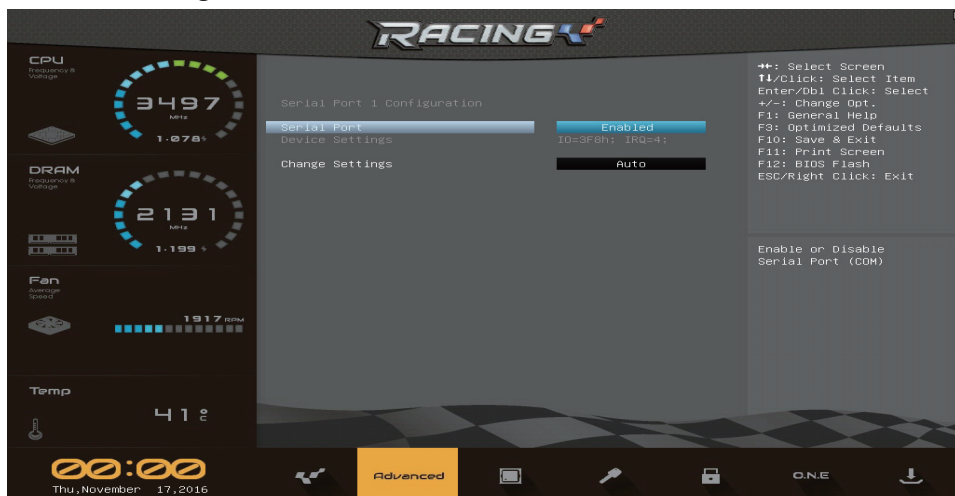 RACING
CPU
Frequency &
Voltage
3497
MHz
1.078
DRAM
Frequency &
Voltage
2131
MHz
1.199
Fan
Average
Speed
1917 RPM
Temp
41 °C
00:00
Thu,November 17,2016
Serial Port 1 Configuration
Serial Port Enabled
Device Settings IO=3F8h; IRQ=4;
Change Settings Auto
→←: Select Screen
↑↓/Click: Select Item
Enter/Dbl Click: Select
+/-: Change Opt.
F1: General Help
F3: Optimized Defaults
F10: Save & Exit
F11: Print Screen
F12: BIOS Flash
ESC/Right Click: Exit
Enable or Disable
Serial Port (COM)
Advanced
O.N.E